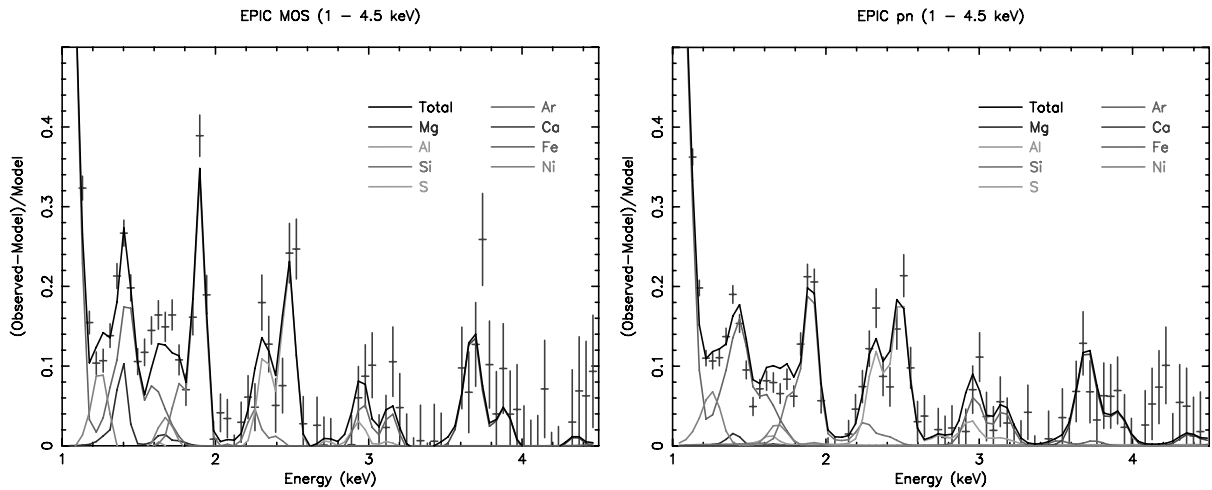 EPIC MOS (1 – 4.5 keV)
(Observed–Model)/Model
0.4
0.3
0.2
0.1
0
Total
Mg
Al
Si
S
Ar
Ca
Fe
Ni
1
2
3
4
Energy (keV)
EPIC pn (1 – 4.5 keV)
(Observed–Model)/Model
0.4
0.3
0.2
0.1
0
Total
Mg
Al
Si
S
Ar
Ca
Fe
Ni
1
2
3
4
Energy (keV)